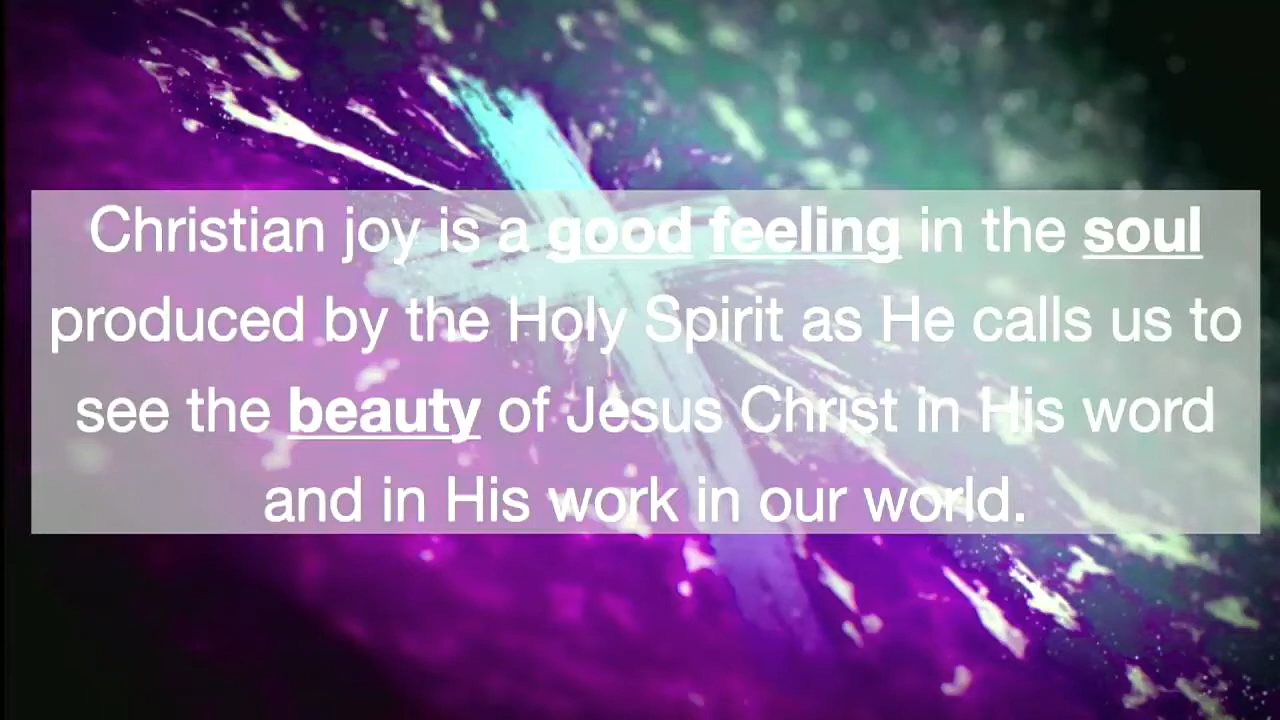 Christian joy is a good feeling in the soul
produced by the Holy Spirit as He calls us to
see the beauty of Jesus Christ in His word
and in His work in our world.